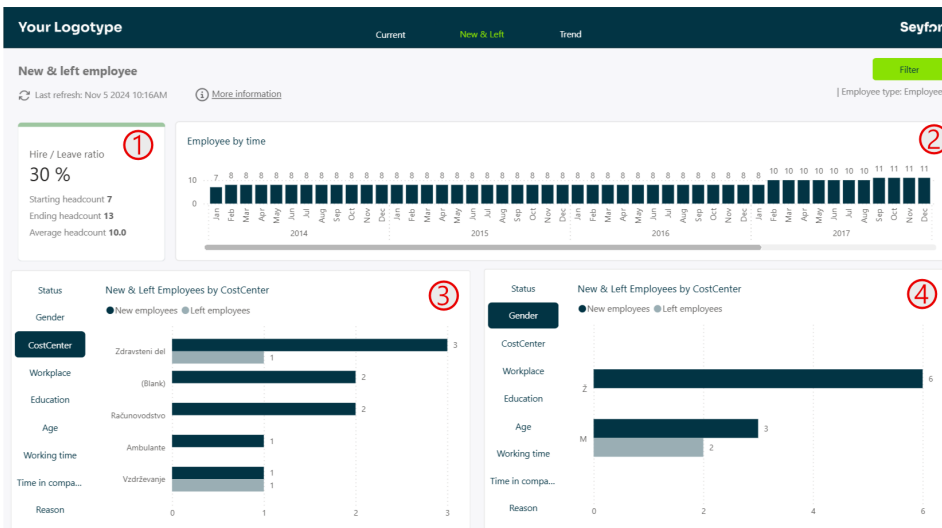 Your Logotype
Current
New & Left
Trend
Seyfor
New & left employee
Filter
Last refresh: Nov 5 2024 10:16AM
More information
| Employee type: Employee
1
Hire / Leave ratio
30 %
Starting headcount 7
Ending headcount 13
Average headcount 10.0
2
Employee by time
10
0
7 8 8 8 8 8 8 8 8 8 8 8 8 8 8 8 8 8 8 8 8 8 8 8 8 8 8 8 8 8 8 8 8 8 8 8 8 10 10 10 10 10 10 10 11 11 11 11
Jan Feb Mar Apr May Jun Jul Aug Sep Oct Nov Dec Jan Feb Mar Apr May Jun Jul Aug Sep Oct Nov Dec Jan Feb Mar Apr May Jun Jul Aug Sep Oct Nov Dec Jan Feb Mar Apr May Jun Jul Aug Sep Oct Nov Dec
2014 2015 2016 2017
3
Status
Gender
CostCenter
Workplace
Education
Age
Working time
Time in compa...
Reason
New & Left Employees by CostCenter
New employees Left employees
Zdravsteni del 3 1
(Blank) 2
Računovodstvo 2
Ambulante 1
Vzdrževanje 1 1
0 1 2 3
4
Status
Gender
CostCenter
Workplace
Education
Age
Working time
Time in compa...
Reason
New & Left Employees by CostCenter
New employees Left employees
Ž 6
M 3 2
0 2 4 6